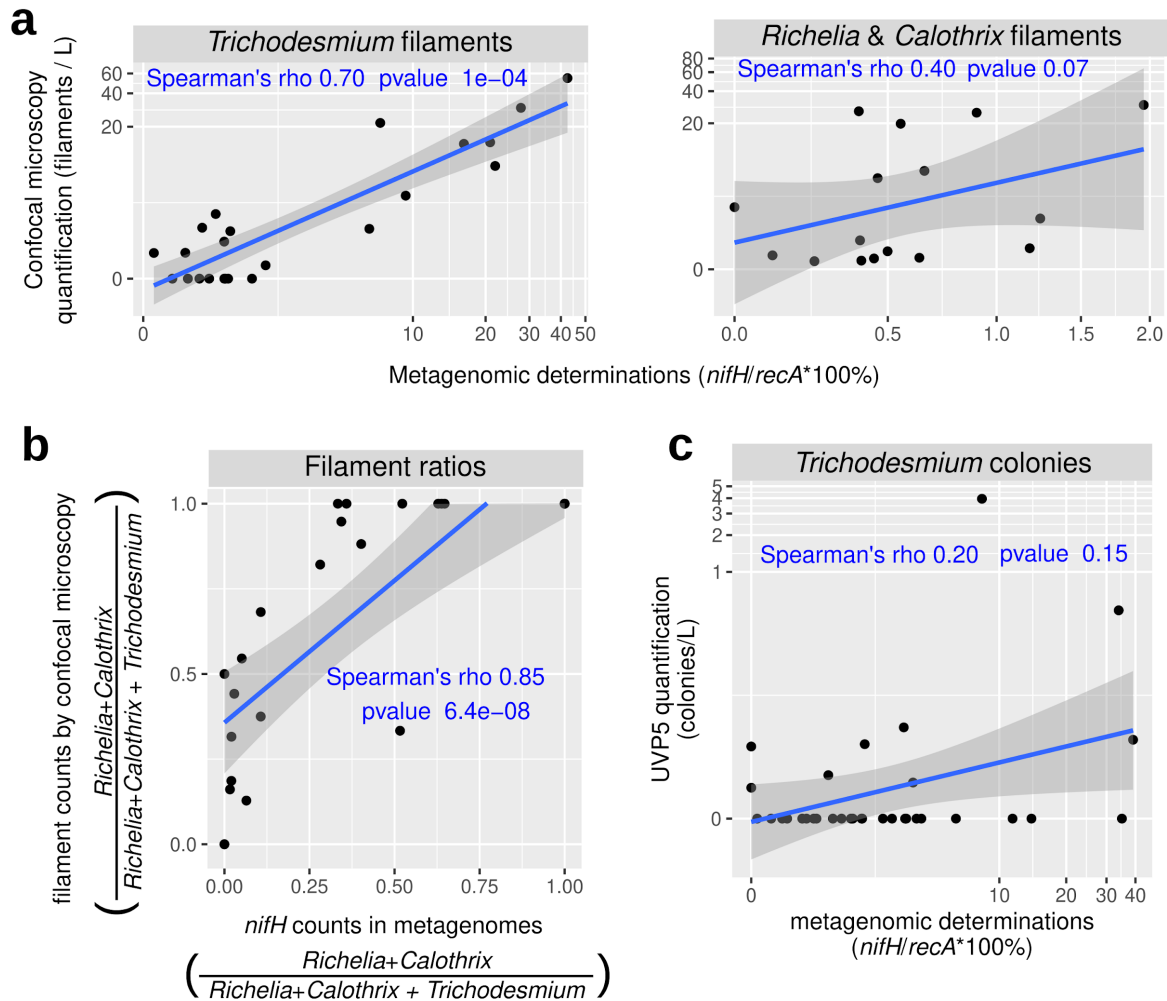 a
Trichodesmium filaments
Richelia & Calothrix filaments
Confocal microscopy
quantification (filaments / L)
Spearman's rho 0.70 pvalue 1e−04
60
40
20
0
0 10 20 30 40 50
Spearman's rho 0.40 pvalue 0.07
80
60
40
20
0
0.0 0.5 1.0 1.5 2.0
Metagenomic determinations (nifH/recA*100%)
b
Filament ratios
filament counts by confocal microscopy
(Richelia+Calothrix
Richelia+Calothrix + Trichodesmium)
1.0
0.5
0.0
Spearman's rho 0.85
pvalue 6.4e−08
0.00 0.25 0.50 0.75 1.00
nifH counts in metagenomes
(Richelia+Calothrix
Richelia+Calothrix + Trichodesmium)
c
Trichodesmium colonies
UVP5 quantification
(colonies/L)
5
4
3
2
1
0
Spearman's rho 0.20 pvalue 0.15
0 10 20 30 40
metagenomic determinations
(nifH/recA*100%)